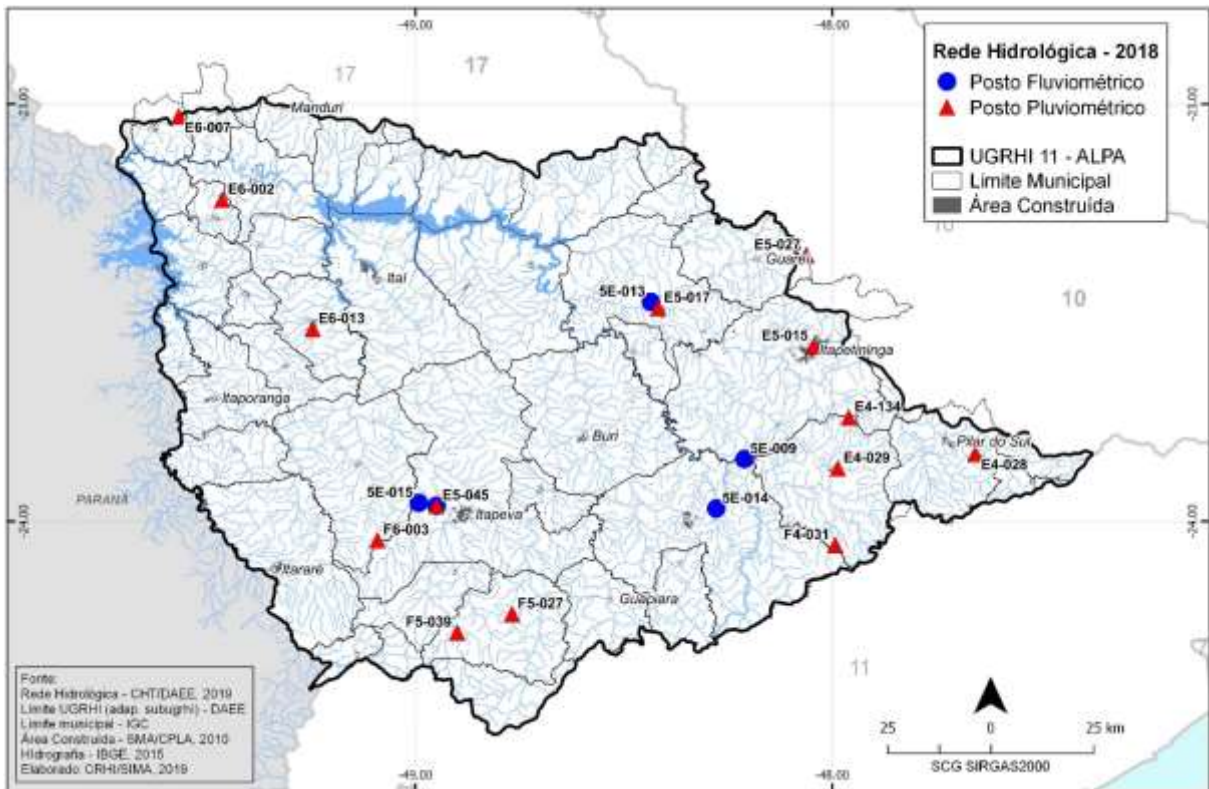 -49.00
-48.00
17
17
Rede Hidrológica - 2018
Posto Fluviométrico
Posto Pluviométrico
UGRHI 11 - ALPA
Limite Municipal
Área Construída
-23.00
-23.00
Manduri
E6-007
E6-002
E5-027
Guareí
10
Itaí
5E-013
E5-017
E6-013
E5-015
Itapetininga
Itaporanga
E4-134
Buri
Pilar do Sul
5E-009
E4-029
E4-028
PARANÁ
5E-015
E5-045
Itapeva
5E-014
-24.00
-24.00
F6-003
F4-031
Itararé
Guapiara
F5-027
F5-039
11
Fonte:
Rede Hidrológica - CHT/DAEE, 2019
Limite UGRHI (adap. subugrhi) - DAEE
Limite municipal - IGC
Área Construída - SMA/CPLA, 2010
Hidrografia - IBGE, 2015
Elaborado: CRHI/SIMA, 2019
25 0 25 km
SCG SIRGAS2000
-49.00
-48.00